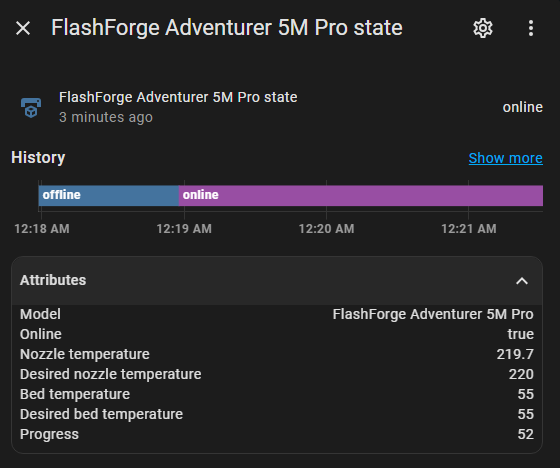 FlashForge Adventurer 5M Pro state
FlashForge Adventurer 5M Pro state
3 minutes ago
online
History
Show more
offline
online
12:18 AM
12:19 AM
12:20 AM
12:21 AM
Attributes
Model FlashForge Adventurer 5M Pro
Online true
Nozzle temperature 219.7
Desired nozzle temperature 220
Bed temperature 55
Desired bed temperature 55
Progress 52